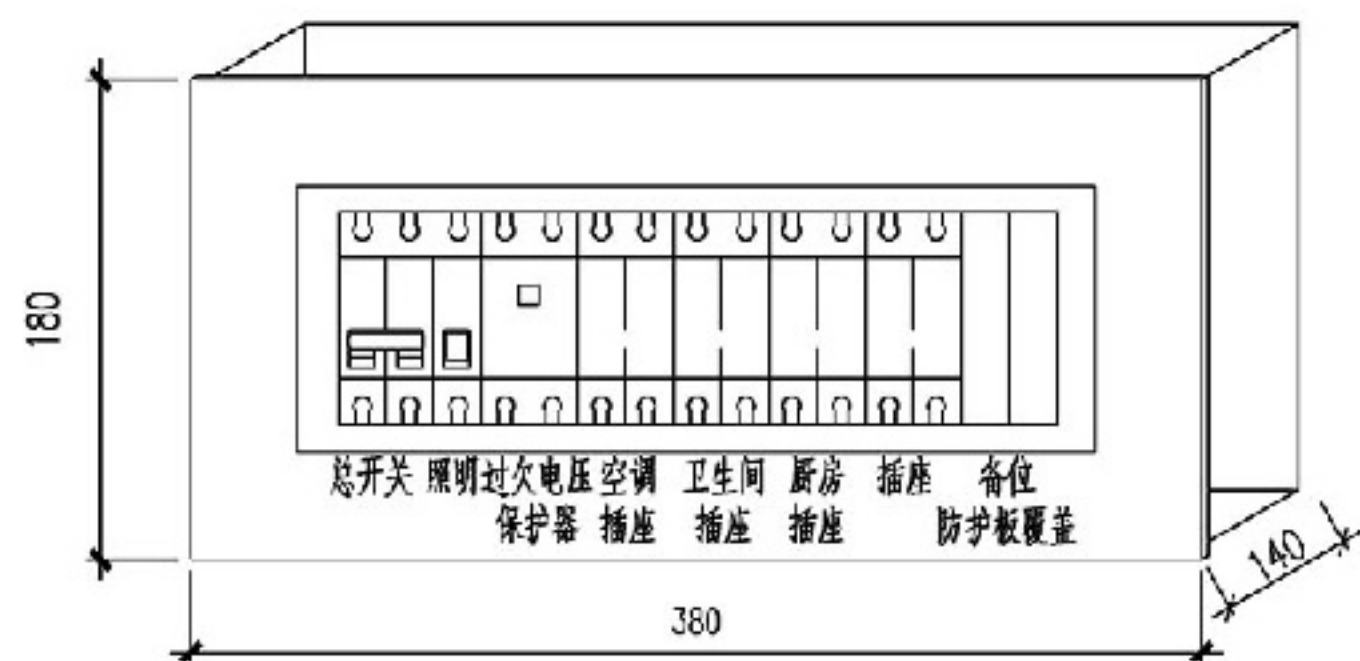 180
总开关 照明 过欠电压 空调 卫生间 厨房 插座 备位
保护器 插座 插座 插座 防护板覆盖
140
380